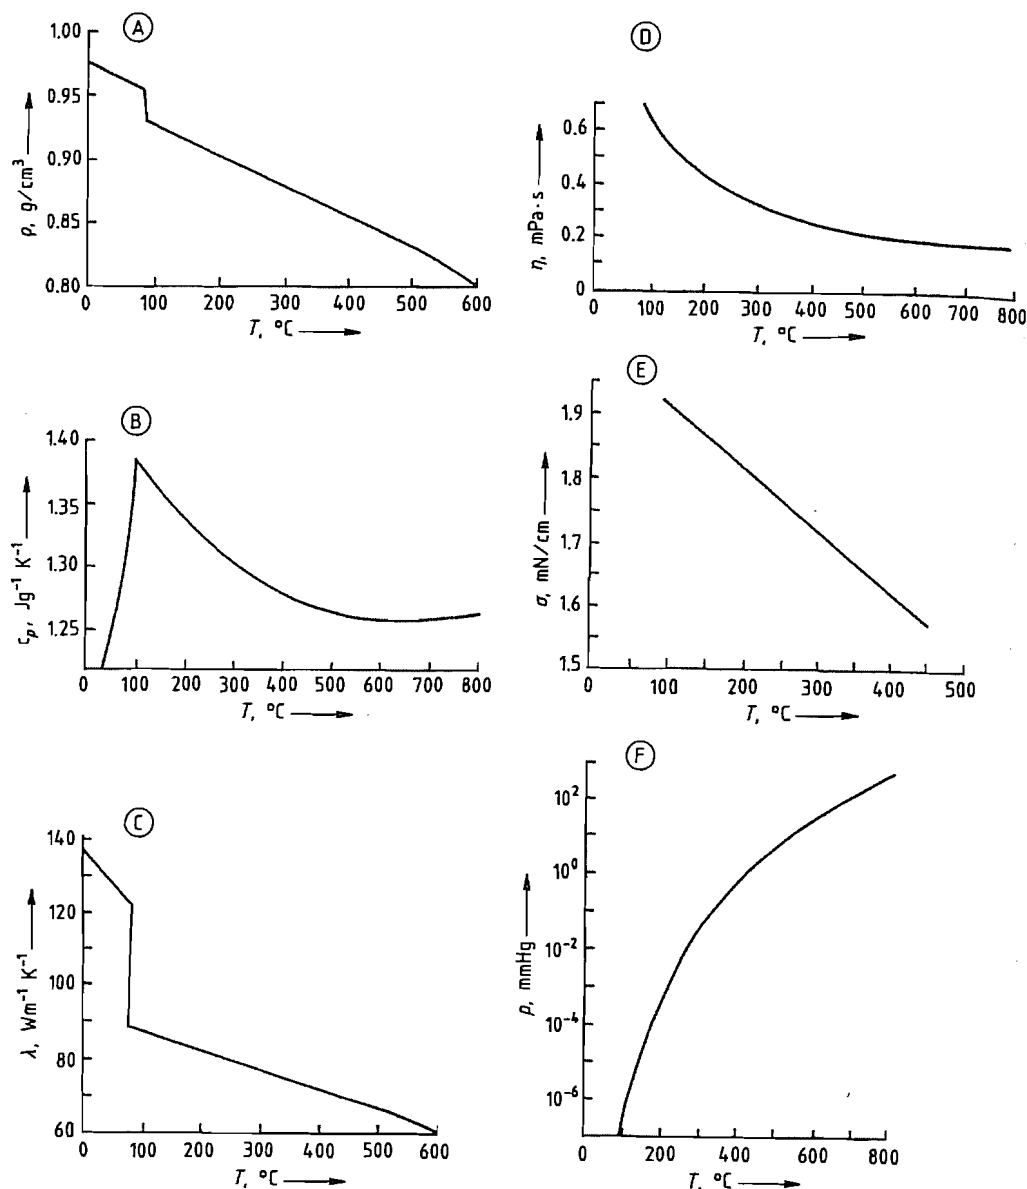 A
1.00
0.95
0.90
0.85
0.80
ρ, g/cm³
0 100 200 300 400 500 600
T, °C
D
0.6
0.4
0.2
0
η, mPa·s
0 100 200 300 400 500 600 700 800
T, °C
B
1.40
1.35
1.30
1.25
cₚ, Jg⁻¹ K⁻¹
0 100 200 300 400 500 600 700 800
T, °C
E
1.9
1.8
1.7
1.6
1.5
σ, mN/cm
0 100 200 300 400 500
T, °C
C
140
120
100
80
60
λ, Wm⁻¹ K⁻¹
0 100 200 300 400 500 600
T, °C
F
10²
10⁰
10⁻²
10⁻⁴
10⁻⁶
p, mmHg
0 200 400 600 800
T, °C